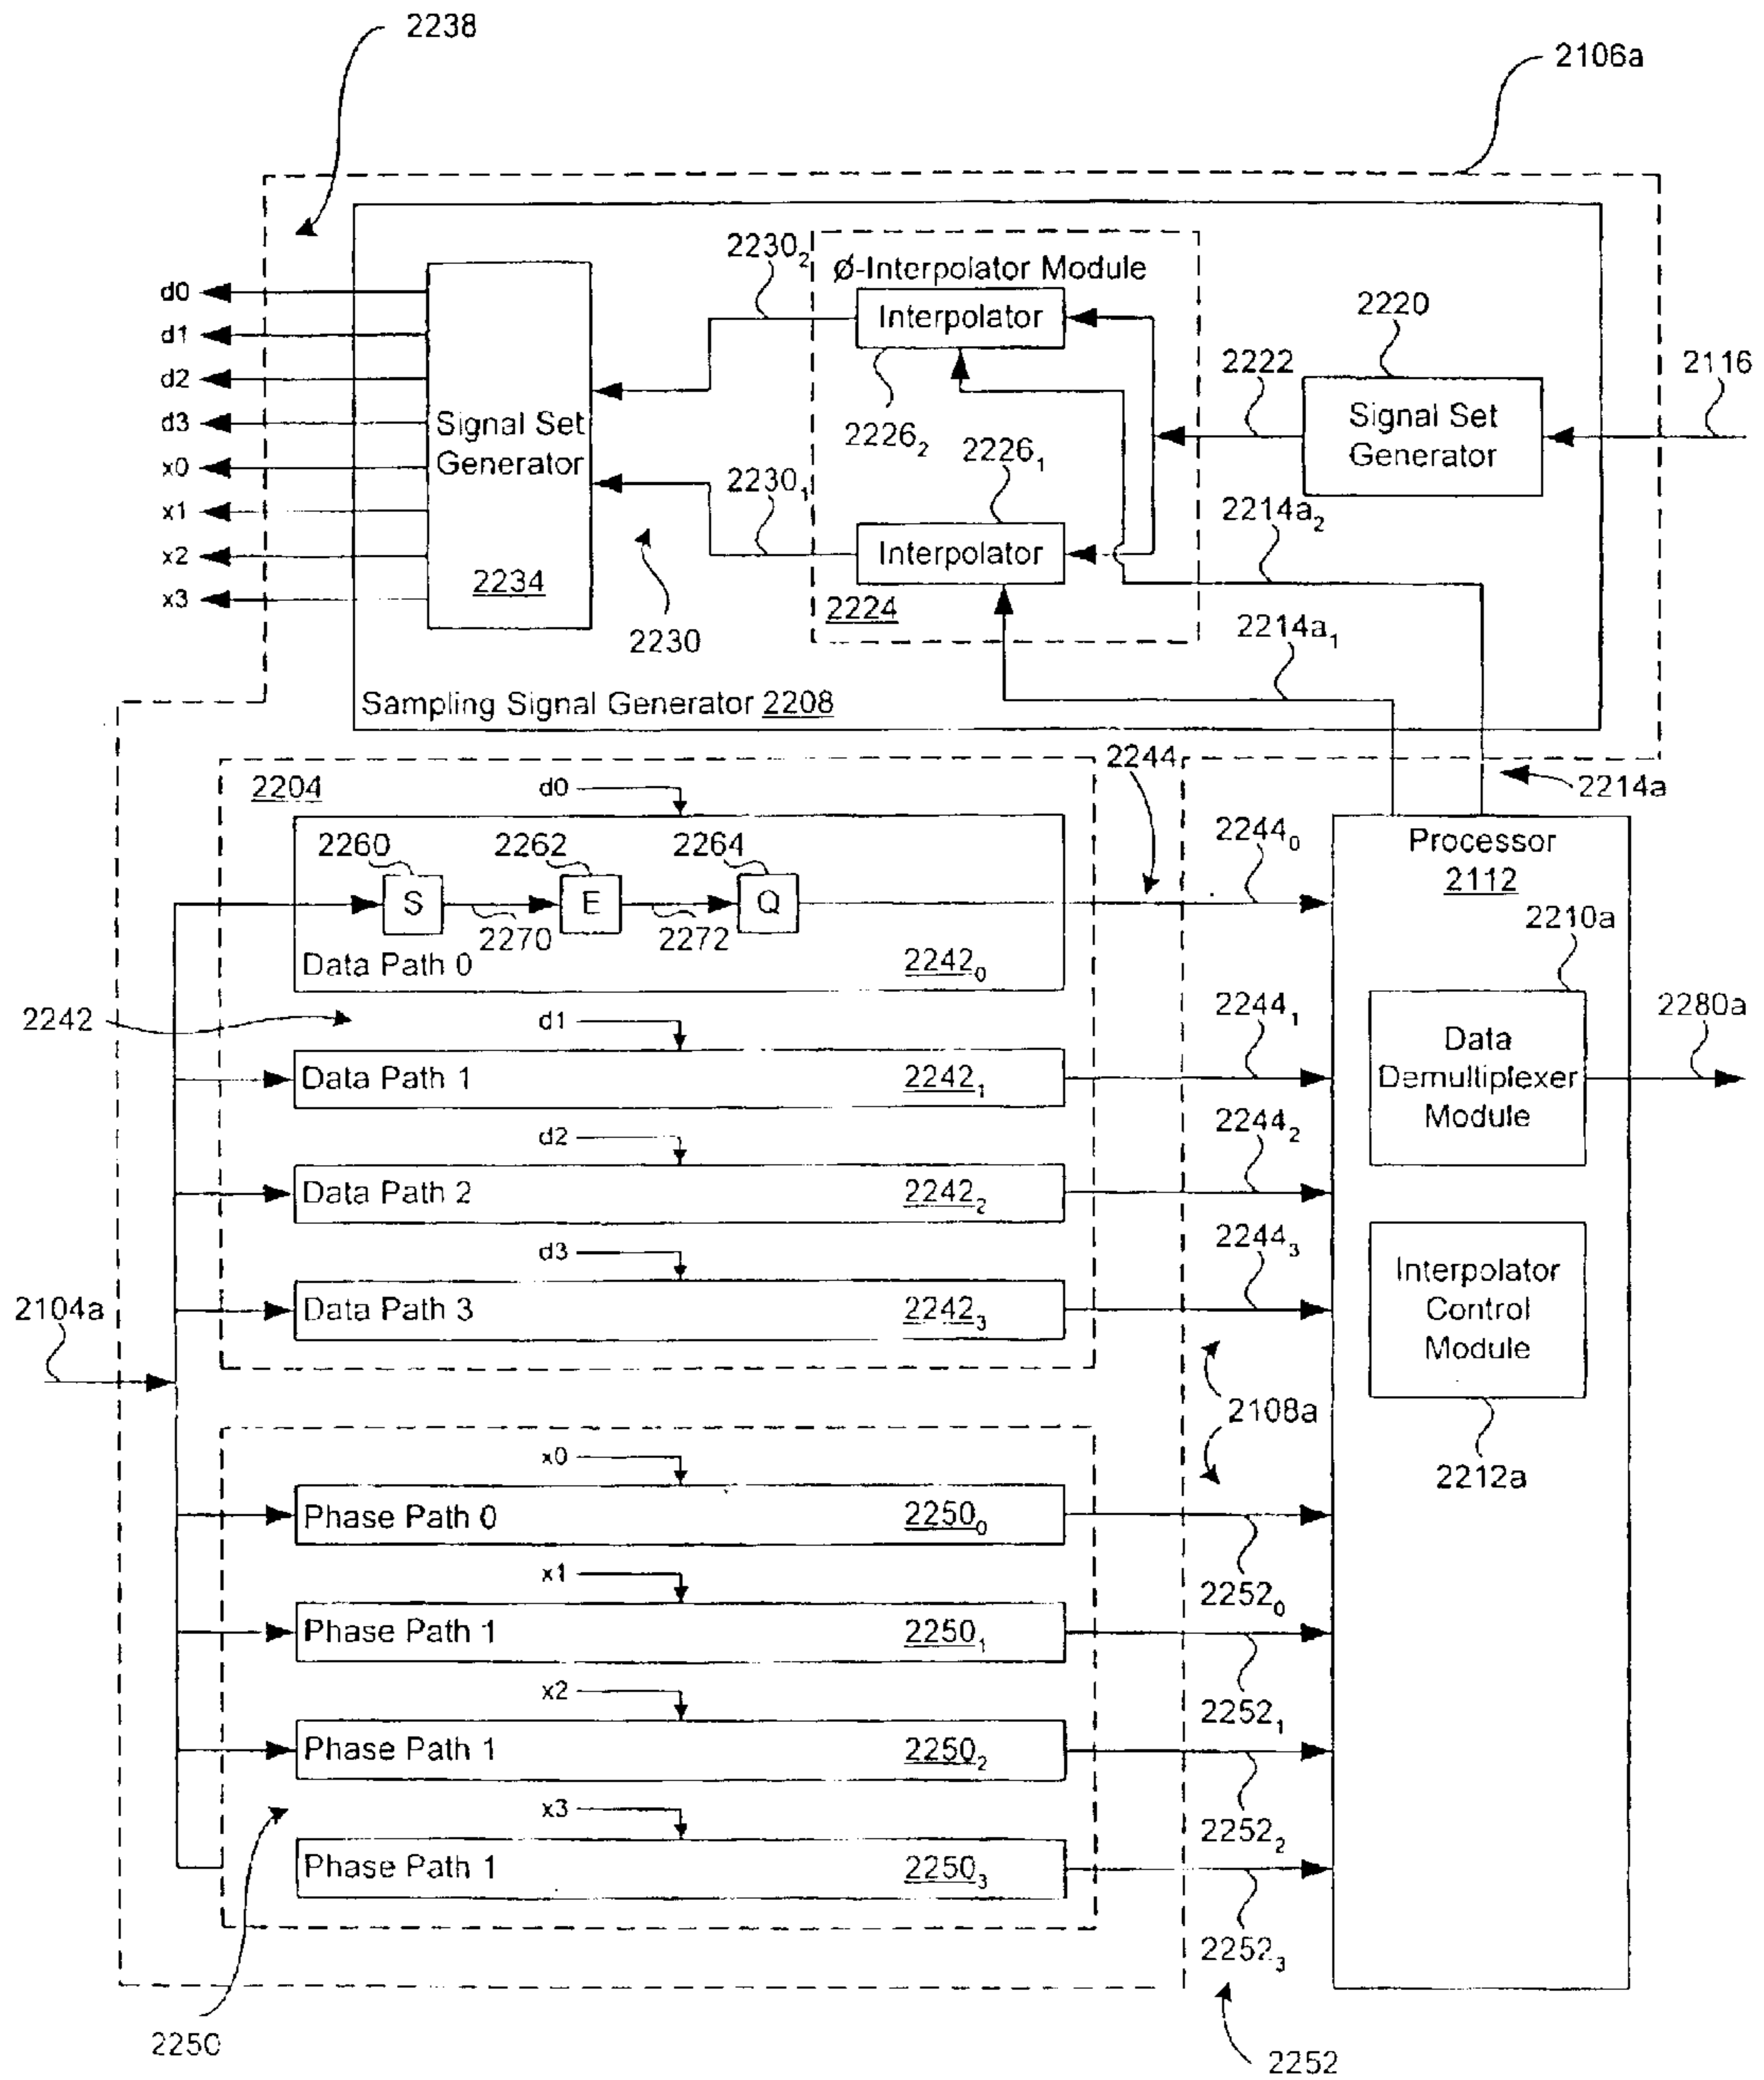 2238
2106a
2230₂
ø-Interpolator Module
d0
d1
d2
d3
x0
x1
x2
x3
Signal Set
Generator
2234
Interpolator
2226₂
2226₁
2230₁
Interpolator
2224
2230
2222
2220
Signal Set
Generator
2116
2214a₂
2214a₁
Sampling Signal Generator 2208
2214a
2204
d0
2244
2260
2262
2264
S
E
Q
2270
2272
Data Path 0
2242₀
2244₀
Processor
2112
2210a
2242
d1
Data Path 1
2242₁
2244₁
Data
Demultiplexer
Module
2280a
d2
Data Path 2
2242₂
2244₂
d3
Data Path 3
2242₃
2244₃
Interpolator
Control
Module
2212a
2104a
2108a
x0
Phase Path 0
2250₀
2252₀
x1
Phase Path 1
2250₁
2252₁
x2
Phase Path 1
2250₂
2252₂
x3
Phase Path 1
2250₃
2252₃
2250
2252